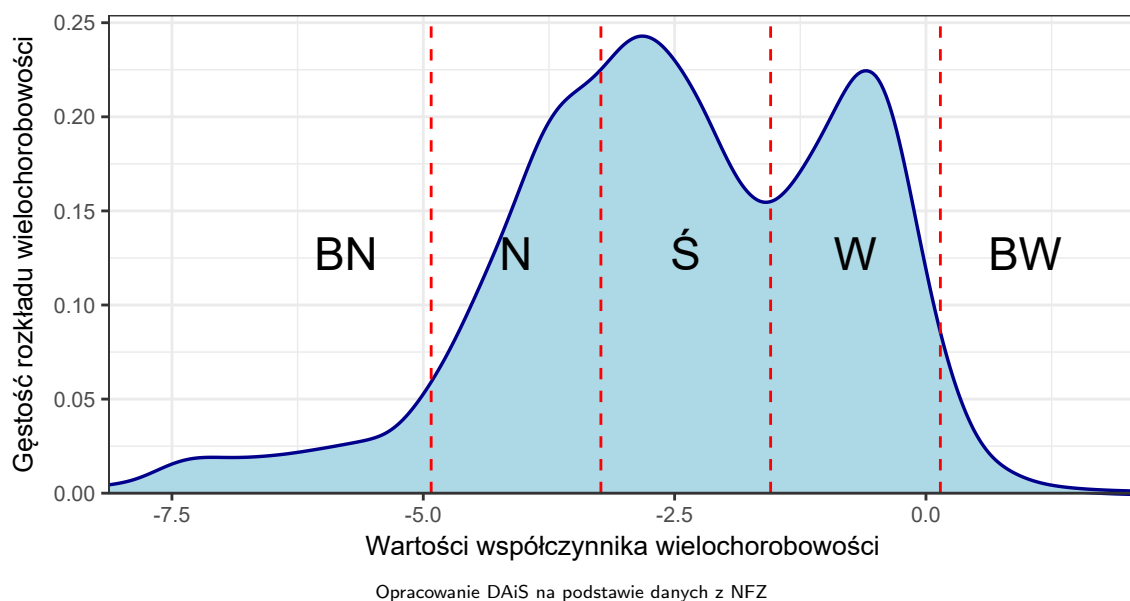 Gęstość rozkładu wielochorobowości
0.25
0.20
0.15
0.10
0.05
0.00
BN N Ś W BW
-7.5 -5.0 -2.5 0.0
Wartości współczynnika wielochorobowości
Opracowanie DAiS na podstawie danych z NFZ